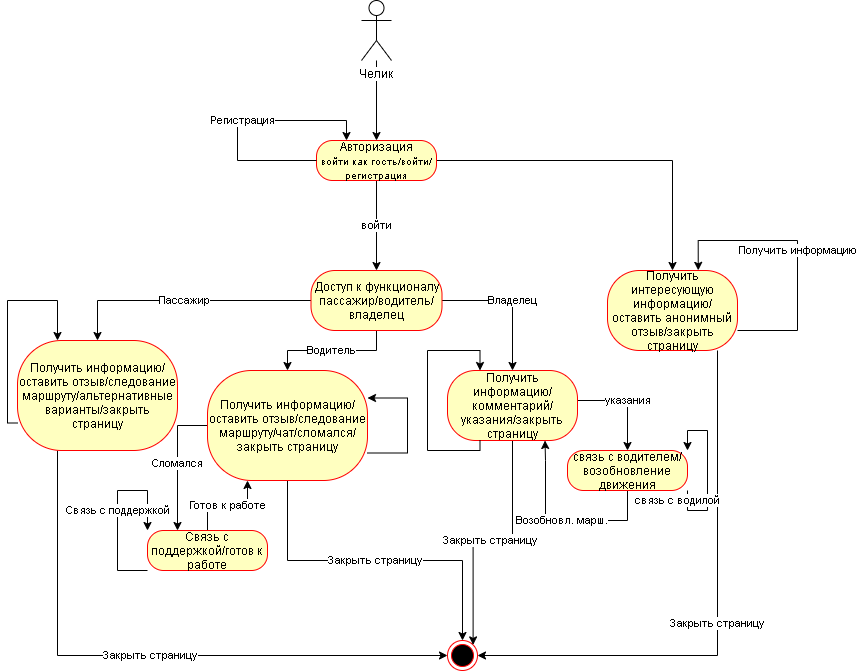 Челик
Регистрация
Авторизация
войти как гость/войти/
регистрация
войти
Получить информацию
Доступ к функционалу
пассажир/водитель/
владелец
Получить
интересующую
информацию/
оставить анонимный
отзыв/закрыть
страницу
Пассажир
Владелец
Водитель
Получить информацию/
оставить отзыв/следование
маршруту/альтернативные
варианты/закрыть
страницу
Получить информацию/
оставить отзыв/следование
маршруту/чат/сломался/
закрыть страницу
Получить
информацию/
комментарий/
указания/закрыть
страницу
указания
Сломался
связь с водителем/
возобновление
движения
связь с водилой
Связь с поддержкой
Готов к работе
Возобновл. марш.
Связь с
поддержкой/готов к
работе
Закрыть страницу
Закрыть страницу
Закрыть страницу
Закрыть страницу